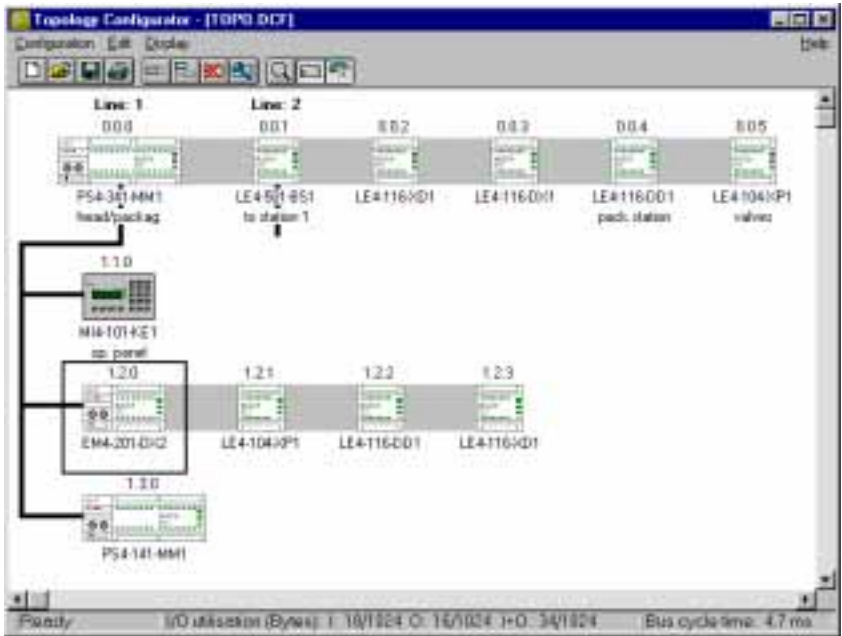 Topology Configurator - [TOPO.DCF]
Configuration Edit Display Help
Line: 1 Line: 2
0.0.0 0.0.1 0.0.2 0.0.3 0.0.4 0.0.5
PS4-341-MM1 LE4-501-BS1 LE4-116-XD1 LE4-116-DX1 LE4-116-DD1 LE4-104-XP1
head/packag to station 1 pack. station valves
1.1.0
MI4-101-KE1
op. panel
1.2.0 1.2.1 1.2.2 1.2.3
EM4-201-DX2 LE4-104-XP1 LE4-116-DD1 LE4-116-XD1
1.3.0
PS4-141-MM1
Ready I/O utilisation (Bytes): I: 18/1024 O: 16/1024 I+O: 34/1024 Bus cycle time: 4.7 ms